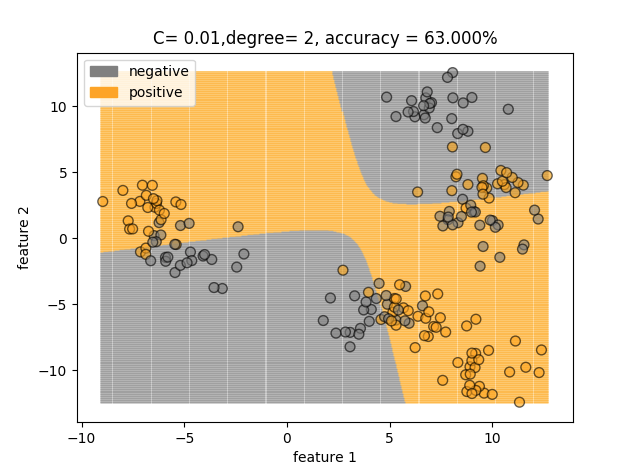 C= 0.01,degree= 2, accuracy = 63.000%
negative
positive
10
5
0
−5
−10
feature 2
−10
−5
0
5
10
feature 1